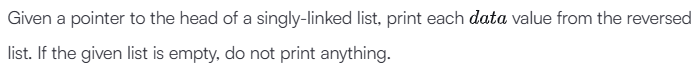 Given a pointer to the head of a singly-linked list, print each data value from the reversed
list. If the given list is empty, do not print anything.